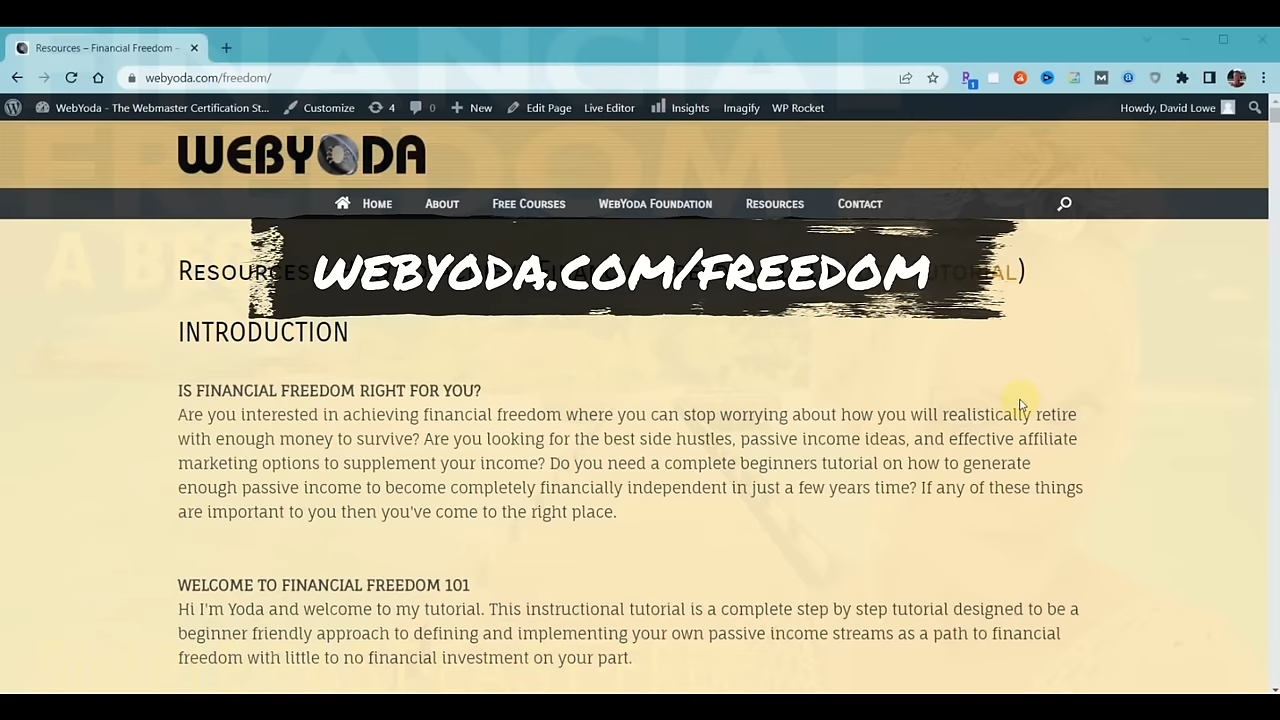 Resources – Financial Freedom –
webyoda.com/freedom/
WebYoda - The Webmaster Certification St... Customize 4 0 New Edit Page Live Editor Insights Imagify WP Rocket Howdy, David Lowe
WEBYODA
Home About Free Courses WebYoda Foundation Resources Contact
Resources
webyoda.com/freedom
INTRODUCTION
IS FINANCIAL FREEDOM RIGHT FOR YOU?
Are you interested in achieving financial freedom where you can stop worrying about how you will realistically retire
with enough money to survive? Are you looking for the best side hustles, passive income ideas, and effective affiliate
marketing options to supplement your income? Do you need a complete beginners tutorial on how to generate
enough passive income to become completely financially independent in just a few years time? If any of these things
are important to you then you've come to the right place.
WELCOME TO FINANCIAL FREEDOM 101
Hi I'm Yoda and welcome to my tutorial. This instructional tutorial is a complete step by step tutorial designed to be a
beginner friendly approach to defining and implementing your own passive income streams as a path to financial
freedom with little to no financial investment on your part.